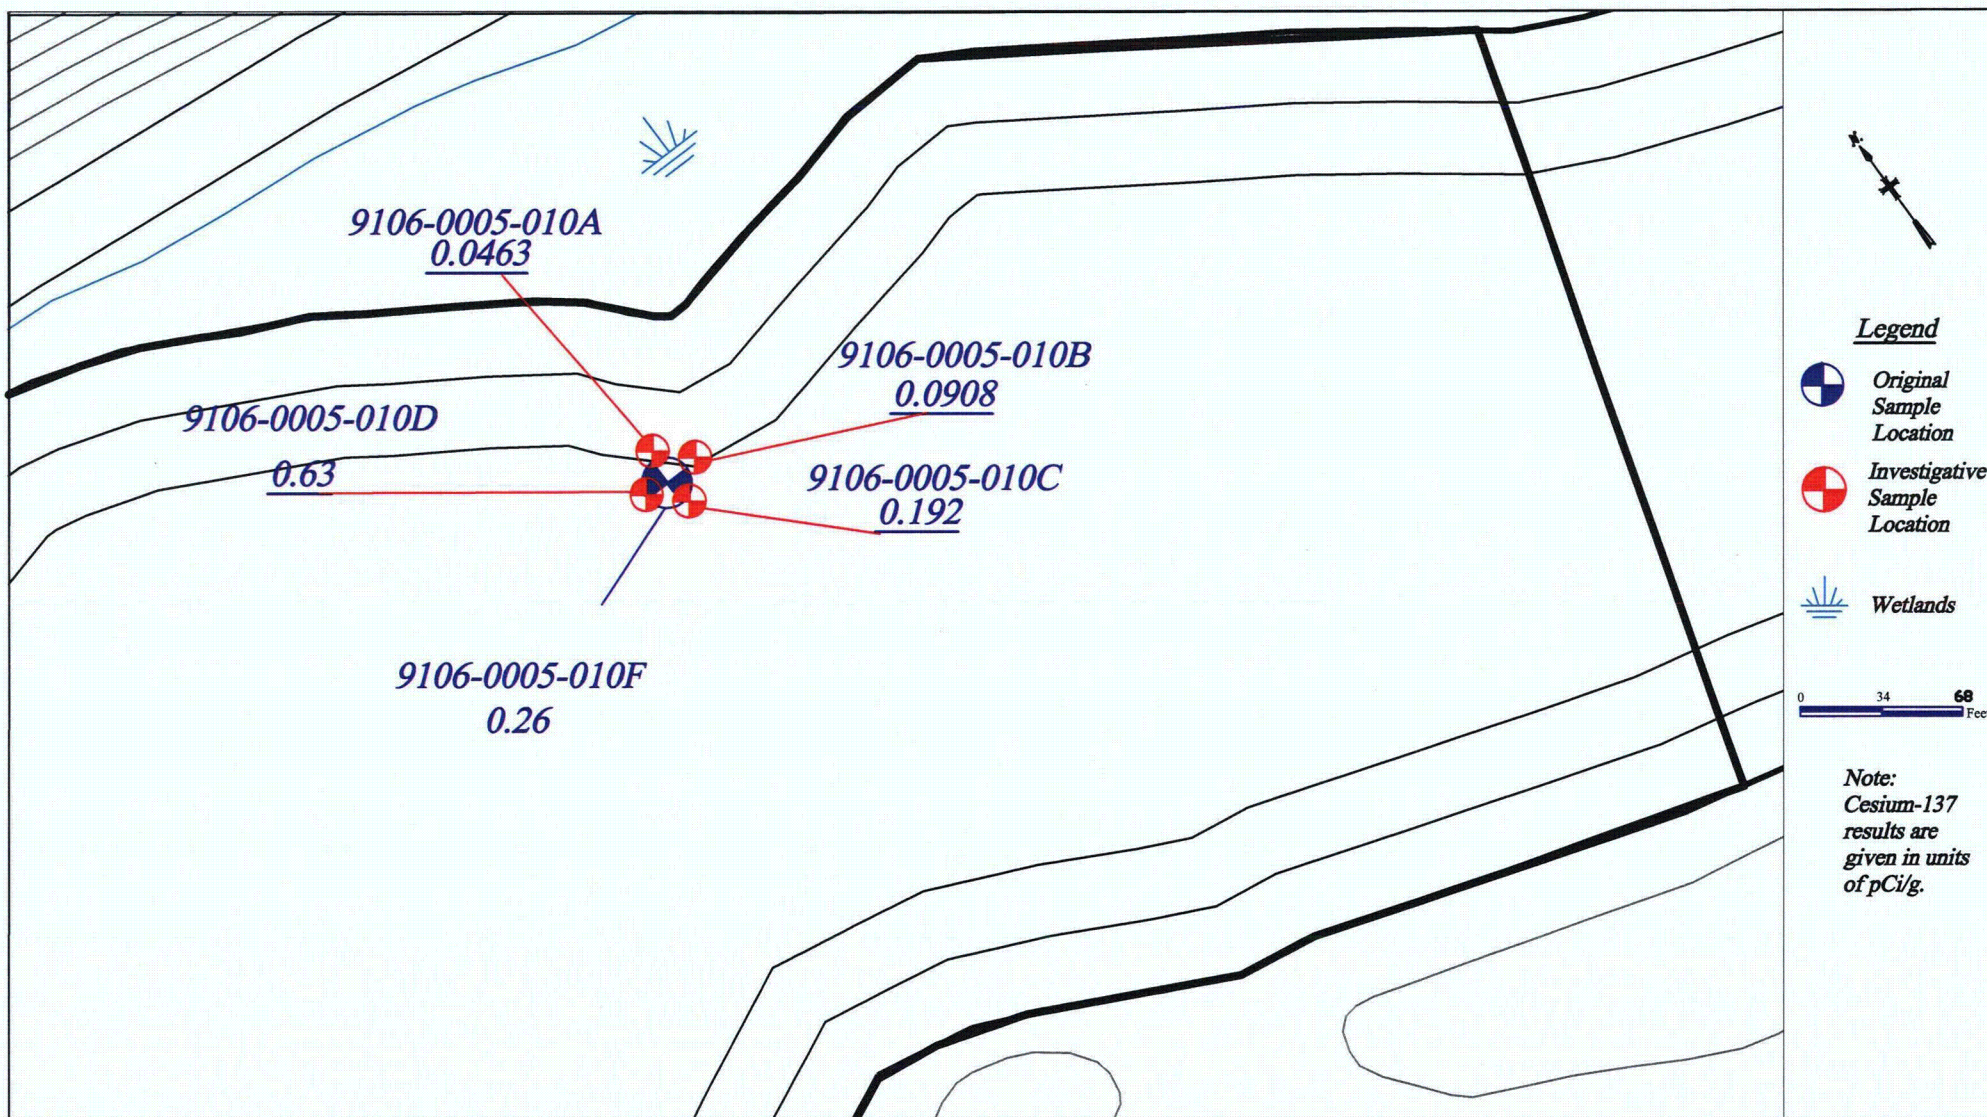 9106-0005-010A
0.0463
9106-0005-010B
0.0908
9106-0005-010D
0.63
9106-0005-010C
0.192
9106-0005-010F
0.26
Legend
Original
Sample
Location
Investigative
Sample
Location
Wetlands
0 34 68
Feet
Note:
Cesium-137
results are
given in units
of pCi/g.